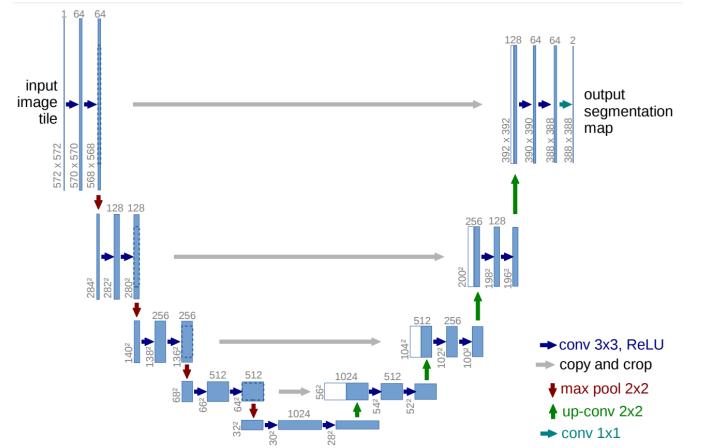 1 64 64
128 64 64 2
input
image
tile
output
segmentation
map
572 x 572
570 x 570
568 x 568
392 x 392
390 x 390
388 x 388
388 x 388
128 128
256 128
284²
282²
280²
200²
198²
196²
256 256
512 256
140²
138²
136²
104²
102²
100²
conv 3x3, ReLU
copy and crop
512 512
1024 512
68²
66²
64²
56²
54²
52²
max pool 2x2
up-conv 2x2
1024
32²
30²
28²
conv 1x1